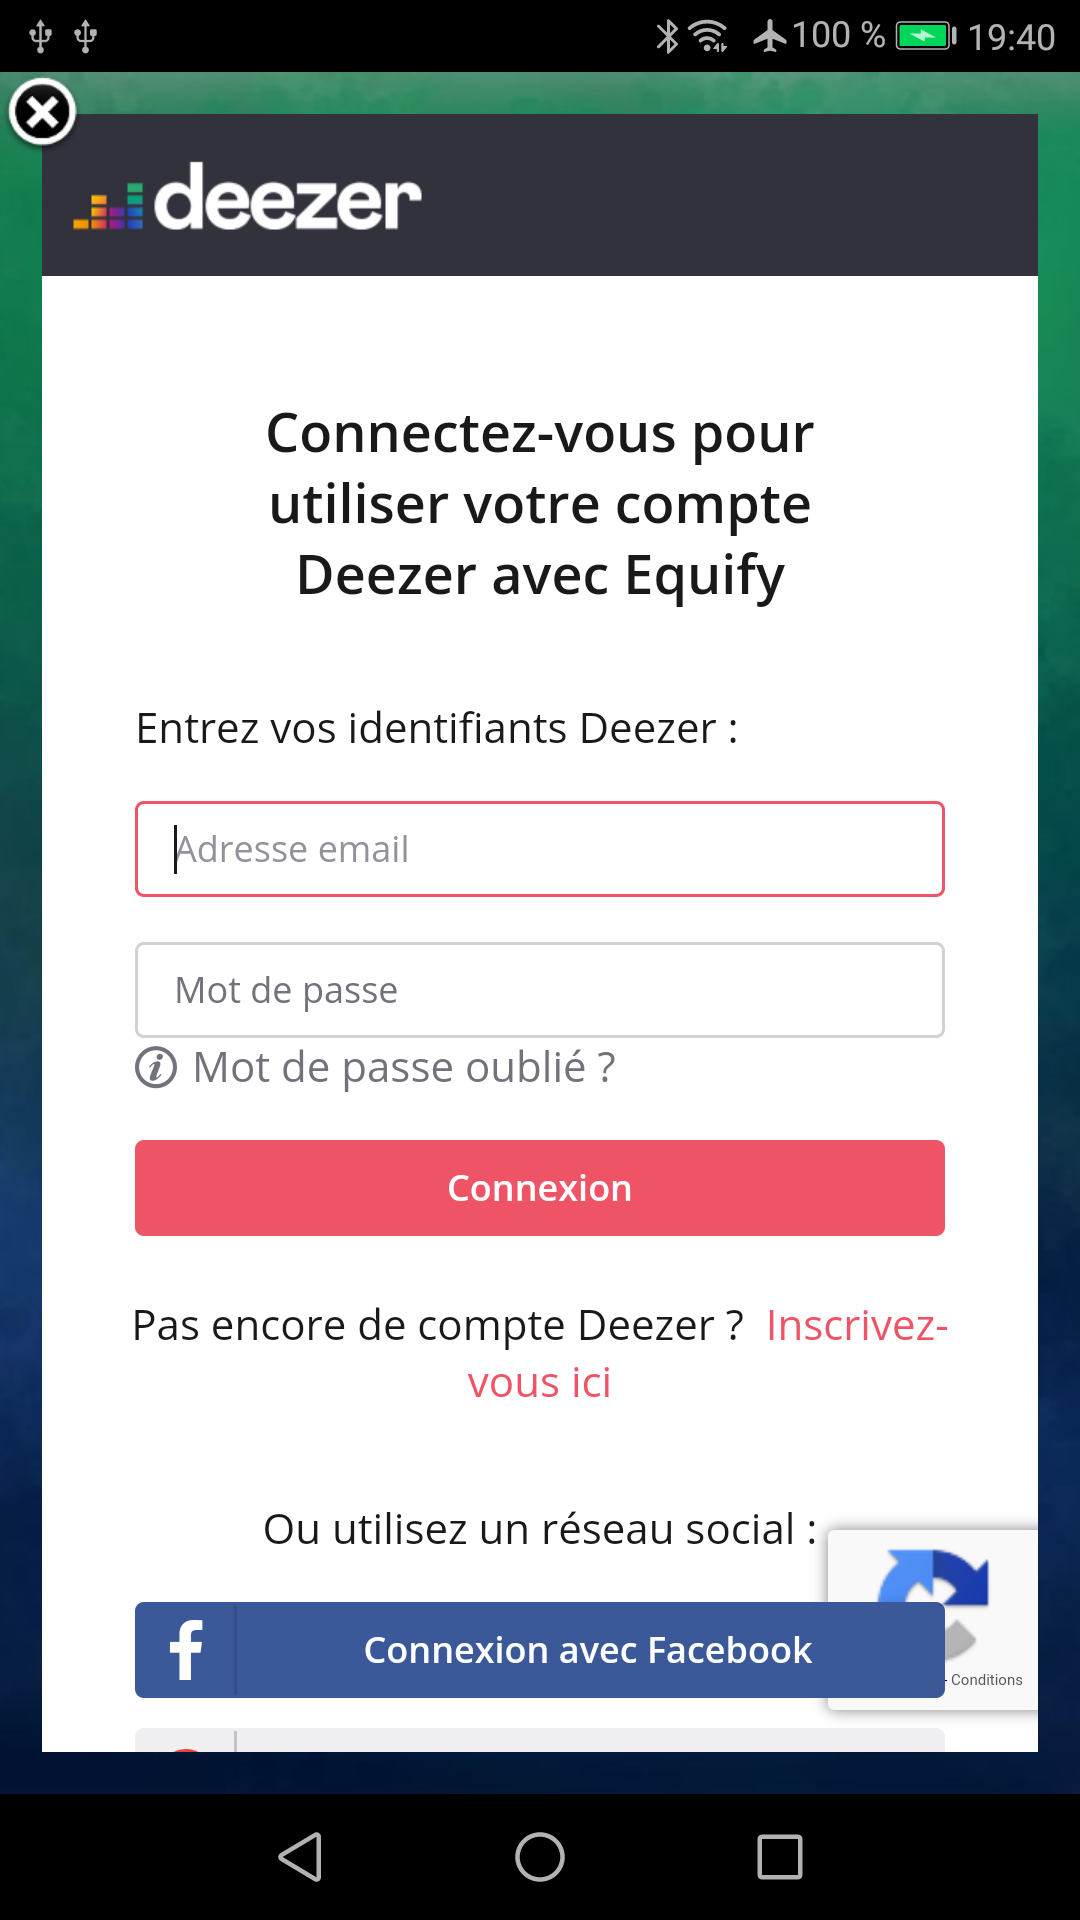 100 % 19:40
deezer
Connectez-vous pour
utiliser votre compte
Deezer avec Equify
Entrez vos identifiants Deezer :
Adresse email
Mot de passe
Mot de passe oublié ?
Connexion
Pas encore de compte Deezer ? Inscrivez-
vous ici
Ou utilisez un réseau social :
Connexion avec Facebook
- Conditions